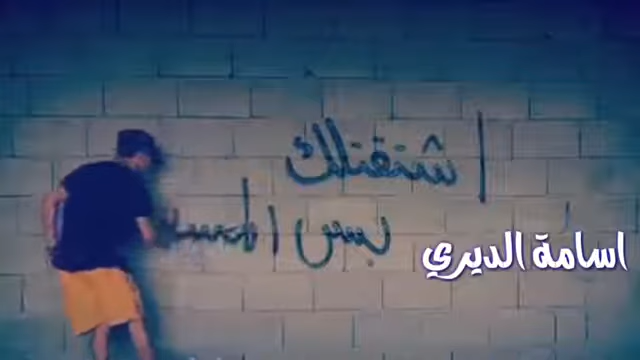 اشتقتلك
بس
اسامة الديري